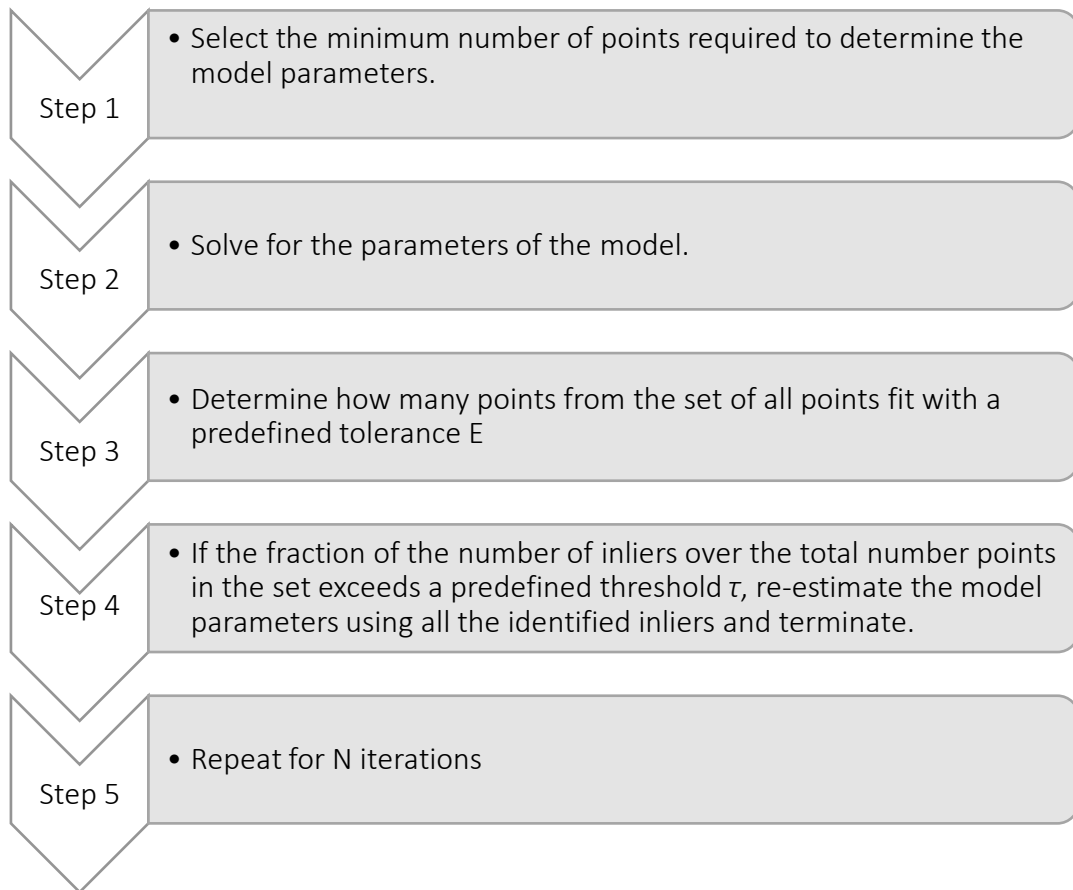 Step 1
• Select the minimum number of points required to determine the
model parameters.
Step 2
• Solve for the parameters of the model.
Step 3
• Determine how many points from the set of all points fit with a
predefined tolerance E
Step 4
• If the fraction of the number of inliers over the total number points
in the set exceeds a predefined threshold τ, re-estimate the model
parameters using all the identified inliers and terminate.
Step 5
• Repeat for N iterations